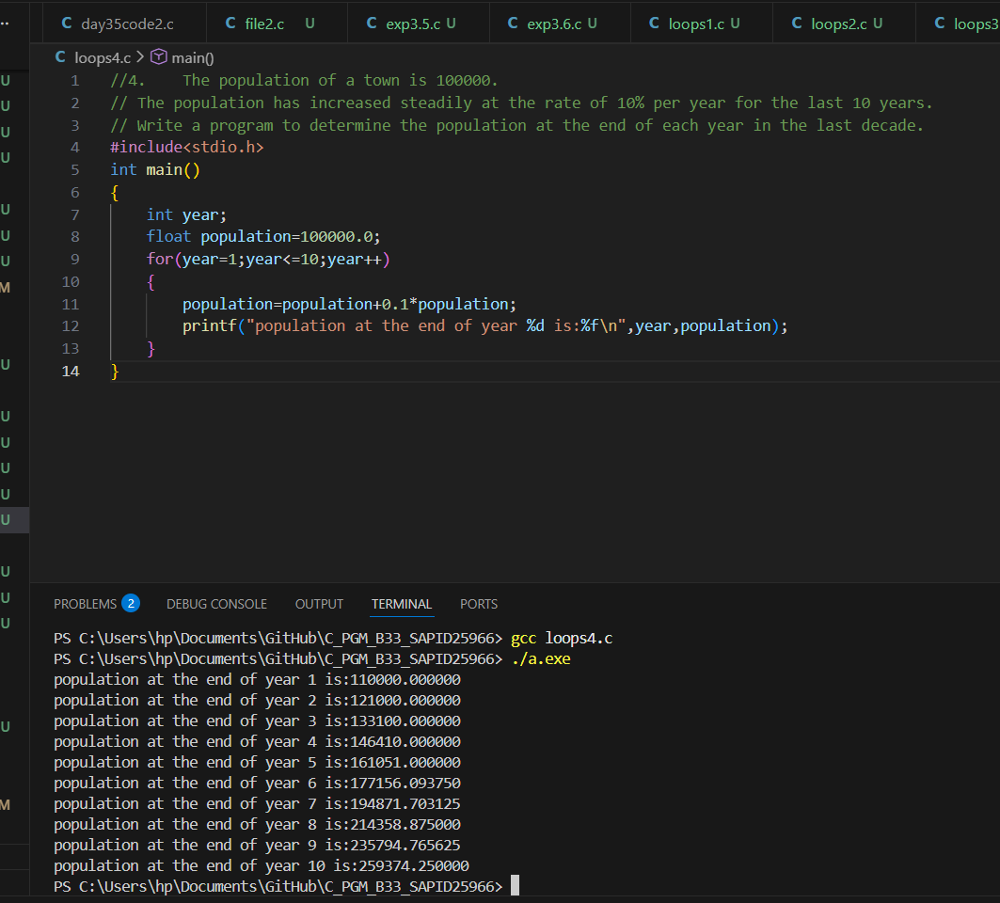 C day35code2.c
C file2.c U
C exp3.5.c U
C exp3.6.c U
C loops1.c U
C loops2.c U
C loops3
C loops4.c > main()
1 //4.    The population of a town is 100000.
2 // The population has increased steadily at the rate of 10% per year for the last 10 years.
3 // Write a program to determine the population at the end of each year in the last decade.
4 #include<stdio.h>
5 int main()
6 {
7     int year;
8     float population=100000.0;
9     for(year=1;year<=10;year++)
10     {
11         population=population+0.1*population;
12         printf("population at the end of year %d is:%f\n",year,population);
13     }
14 }
U
U
U
U
U
U
U
M
U
U
U
U
U
U
U
U
U
U
M
PROBLEMS 2 DEBUG CONSOLE OUTPUT TERMINAL PORTS
PS C:\Users\hp\Documents\GitHub\C_PGM_B33_SAPID25966> gcc loops4.c
PS C:\Users\hp\Documents\GitHub\C_PGM_B33_SAPID25966> ./a.exe
population at the end of year 1 is:110000.000000
population at the end of year 2 is:121000.000000
population at the end of year 3 is:133100.000000
population at the end of year 4 is:146410.000000
population at the end of year 5 is:161051.000000
population at the end of year 6 is:177156.093750
population at the end of year 7 is:194871.703125
population at the end of year 8 is:214358.875000
population at the end of year 9 is:235794.765625
population at the end of year 10 is:259374.250000
PS C:\Users\hp\Documents\GitHub\C_PGM_B33_SAPID25966>